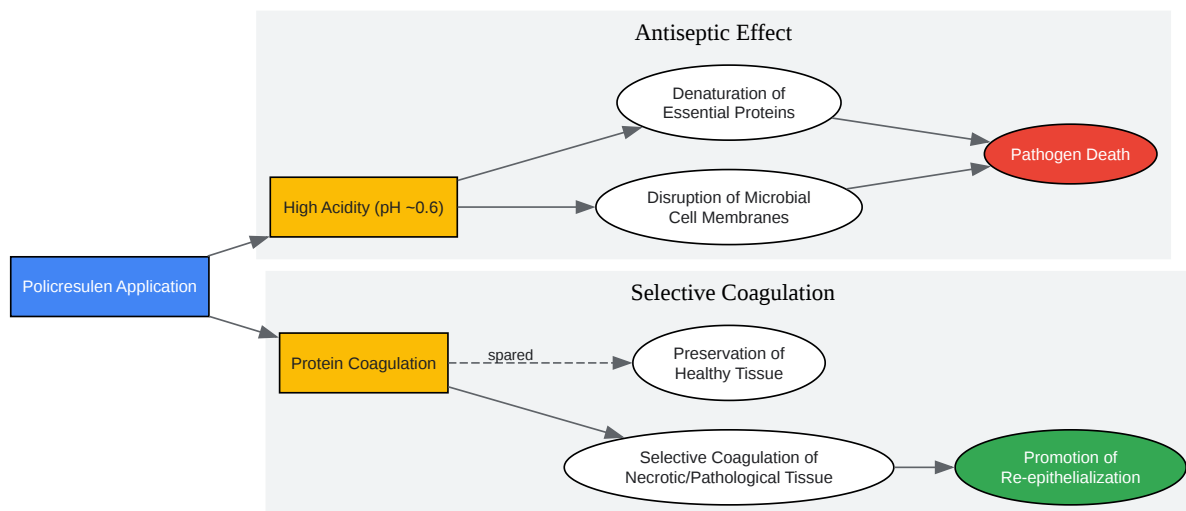 Antiseptic Effect
Denaturation of
Essential Proteins
Pathogen Death
High Acidity (pH ~0.6)
Disruption of Microbial
Cell Membranes
Policresulen Application
Selective Coagulation
Protein Coagulation
spared
Preservation of
Healthy Tissue
Selective Coagulation of
Necrotic/Pathological Tissue
Promotion of
Re-epithelialization